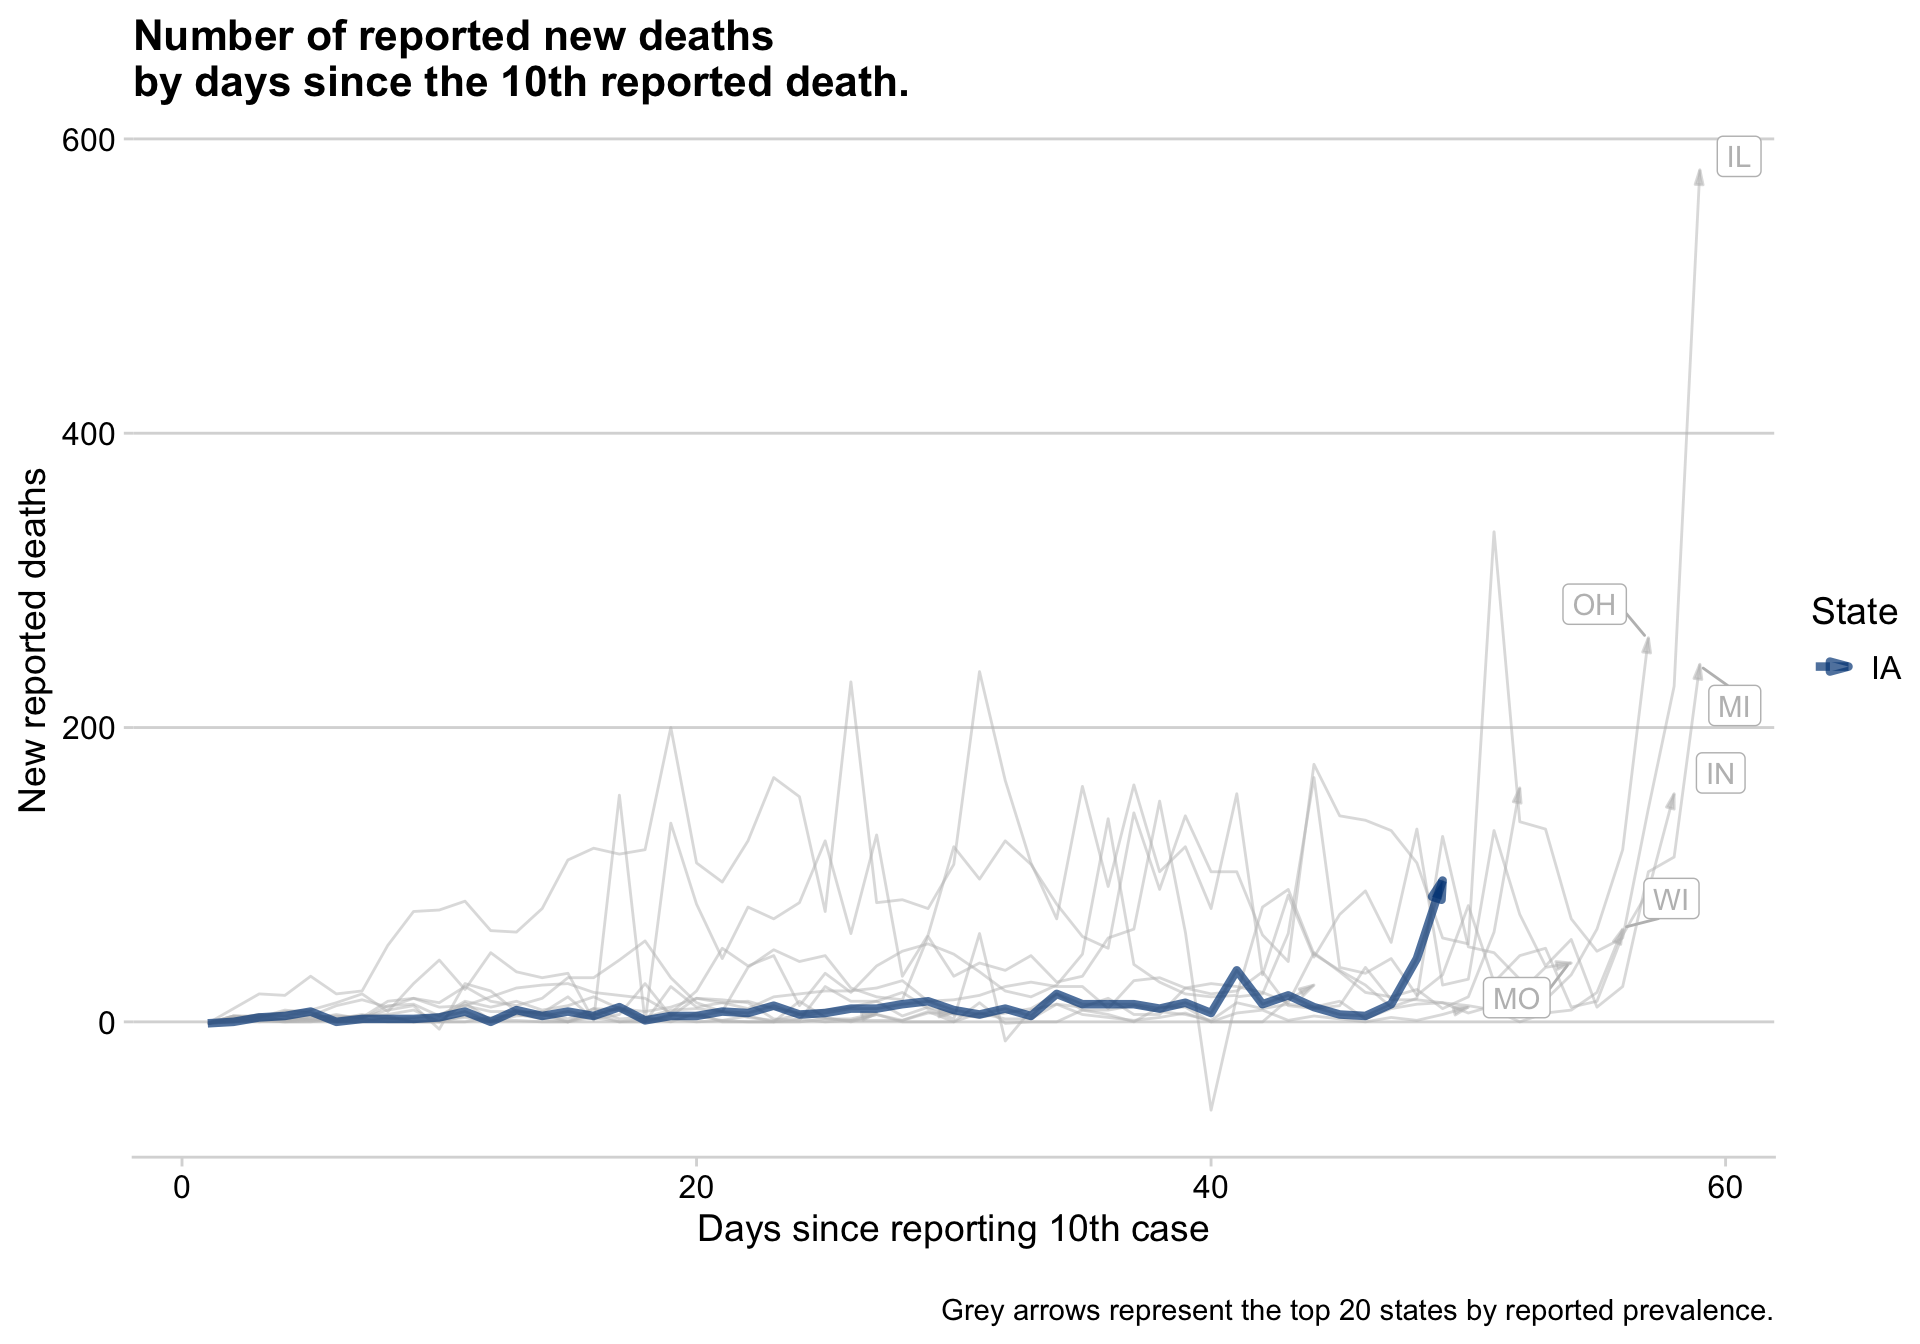 Number of reported new deaths
by days since the 10th reported death.
600
400
200
0
New reported deaths
IL
OH
MI
IN
WI
MO
State
IA
0 20 40 60
Days since reporting 10th case
Grey arrows represent the top 20 states by reported prevalence.